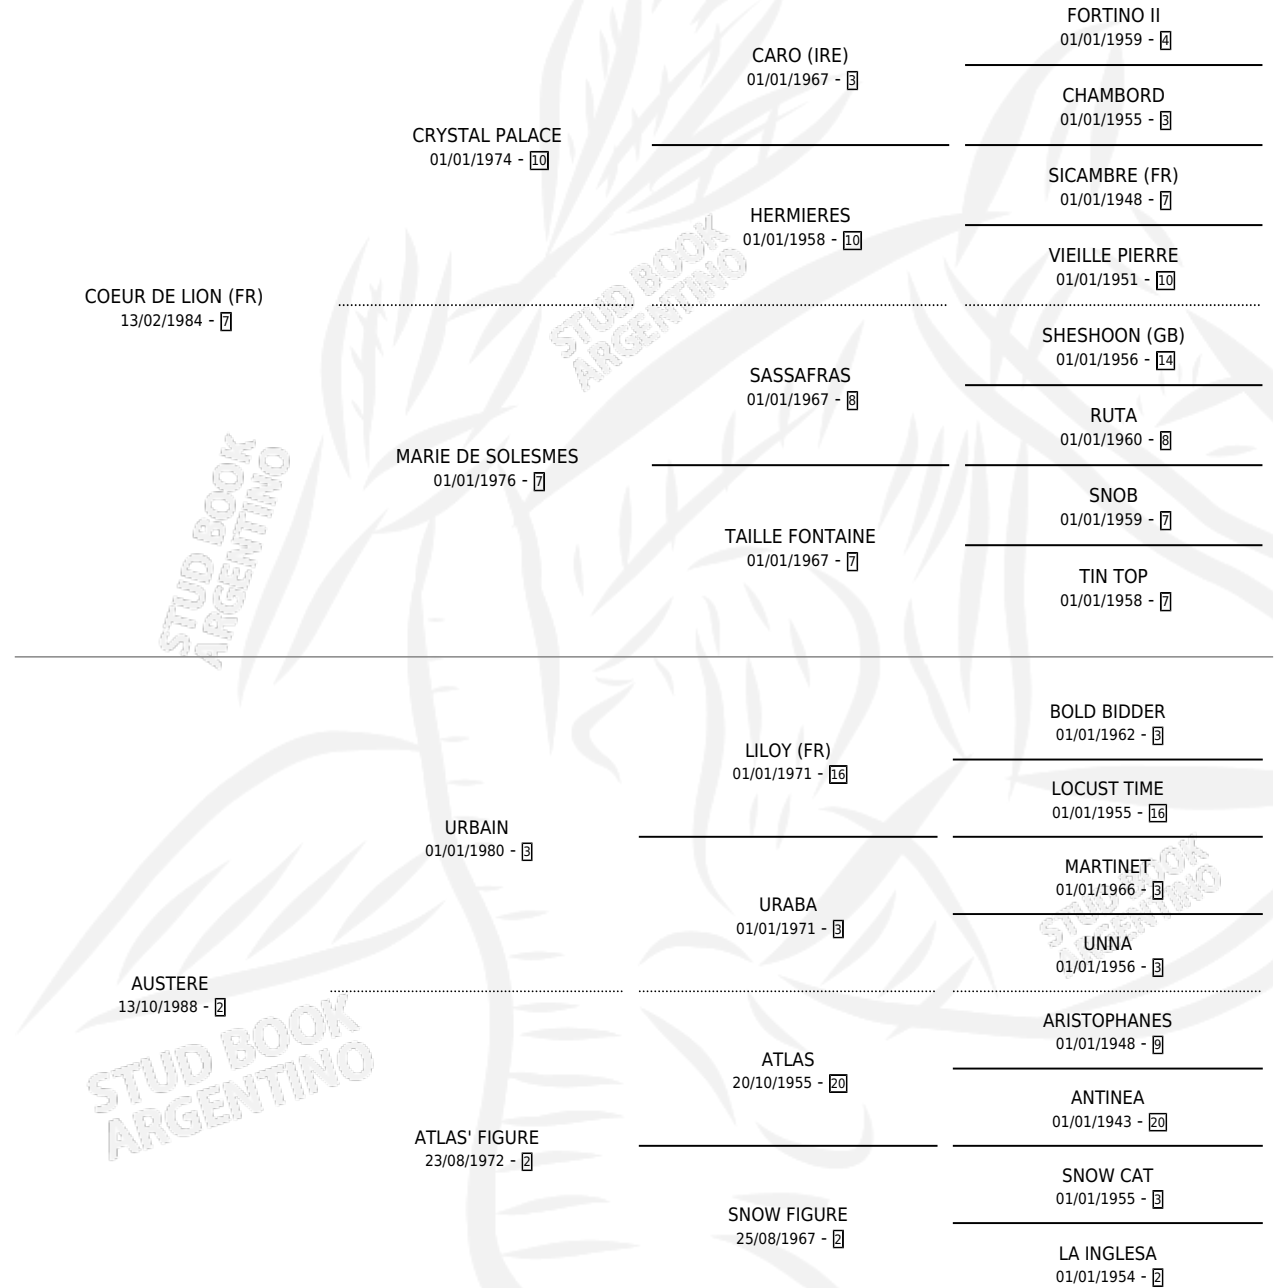 FORTINO II
01/01/1959 - 4
CARO (IRE)
01/01/1967 - 3
CHAMBORD
01/01/1955 - 3
CRYSTAL PALACE
01/01/1974 - 10
SICAMBRE (FR)
01/01/1948 - 7
HERMIERES
01/01/1958 - 10
VIEILLE PIERRE
01/01/1951 - 10
COEUR DE LION (FR)
13/02/1984 - 7
STUD BOOK
ARGENTINO
SHESHOON (GB)
01/01/1956 - 14
SASSAFRAS
01/01/1967 - 8
RUTA
01/01/1960 - 8
MARIE DE SOLESMES
01/01/1976 - 7
SNOB
01/01/1959 - 7
TAILLE FONTAINE
01/01/1967 - 7
TIN TOP
01/01/1958 - 7
STUD BOOK
ARGENTINO
BOLD BIDDER
01/01/1962 - 3
LILOY (FR)
01/01/1971 - 16
LOCUST TIME
01/01/1955 - 16
URBAIN
01/01/1980 - 3
MARTINET
01/01/1966 - 3
URABA
01/01/1971 - 3
UNNA
01/01/1956 - 3
STUD BOOK
ARGENTINO
AUSTERE
13/10/1988 - 2
ARISTOPHANES
01/01/1948 - 9
ATLAS
20/10/1955 - 20
ANTINEA
01/01/1943 - 20
STUD BOOK
ARGENTINO
ATLAS' FIGURE
23/08/1972 - 2
SNOW CAT
01/01/1955 - 3
SNOW FIGURE
25/08/1967 - 2
LA INGLESA
01/01/1954 - 2